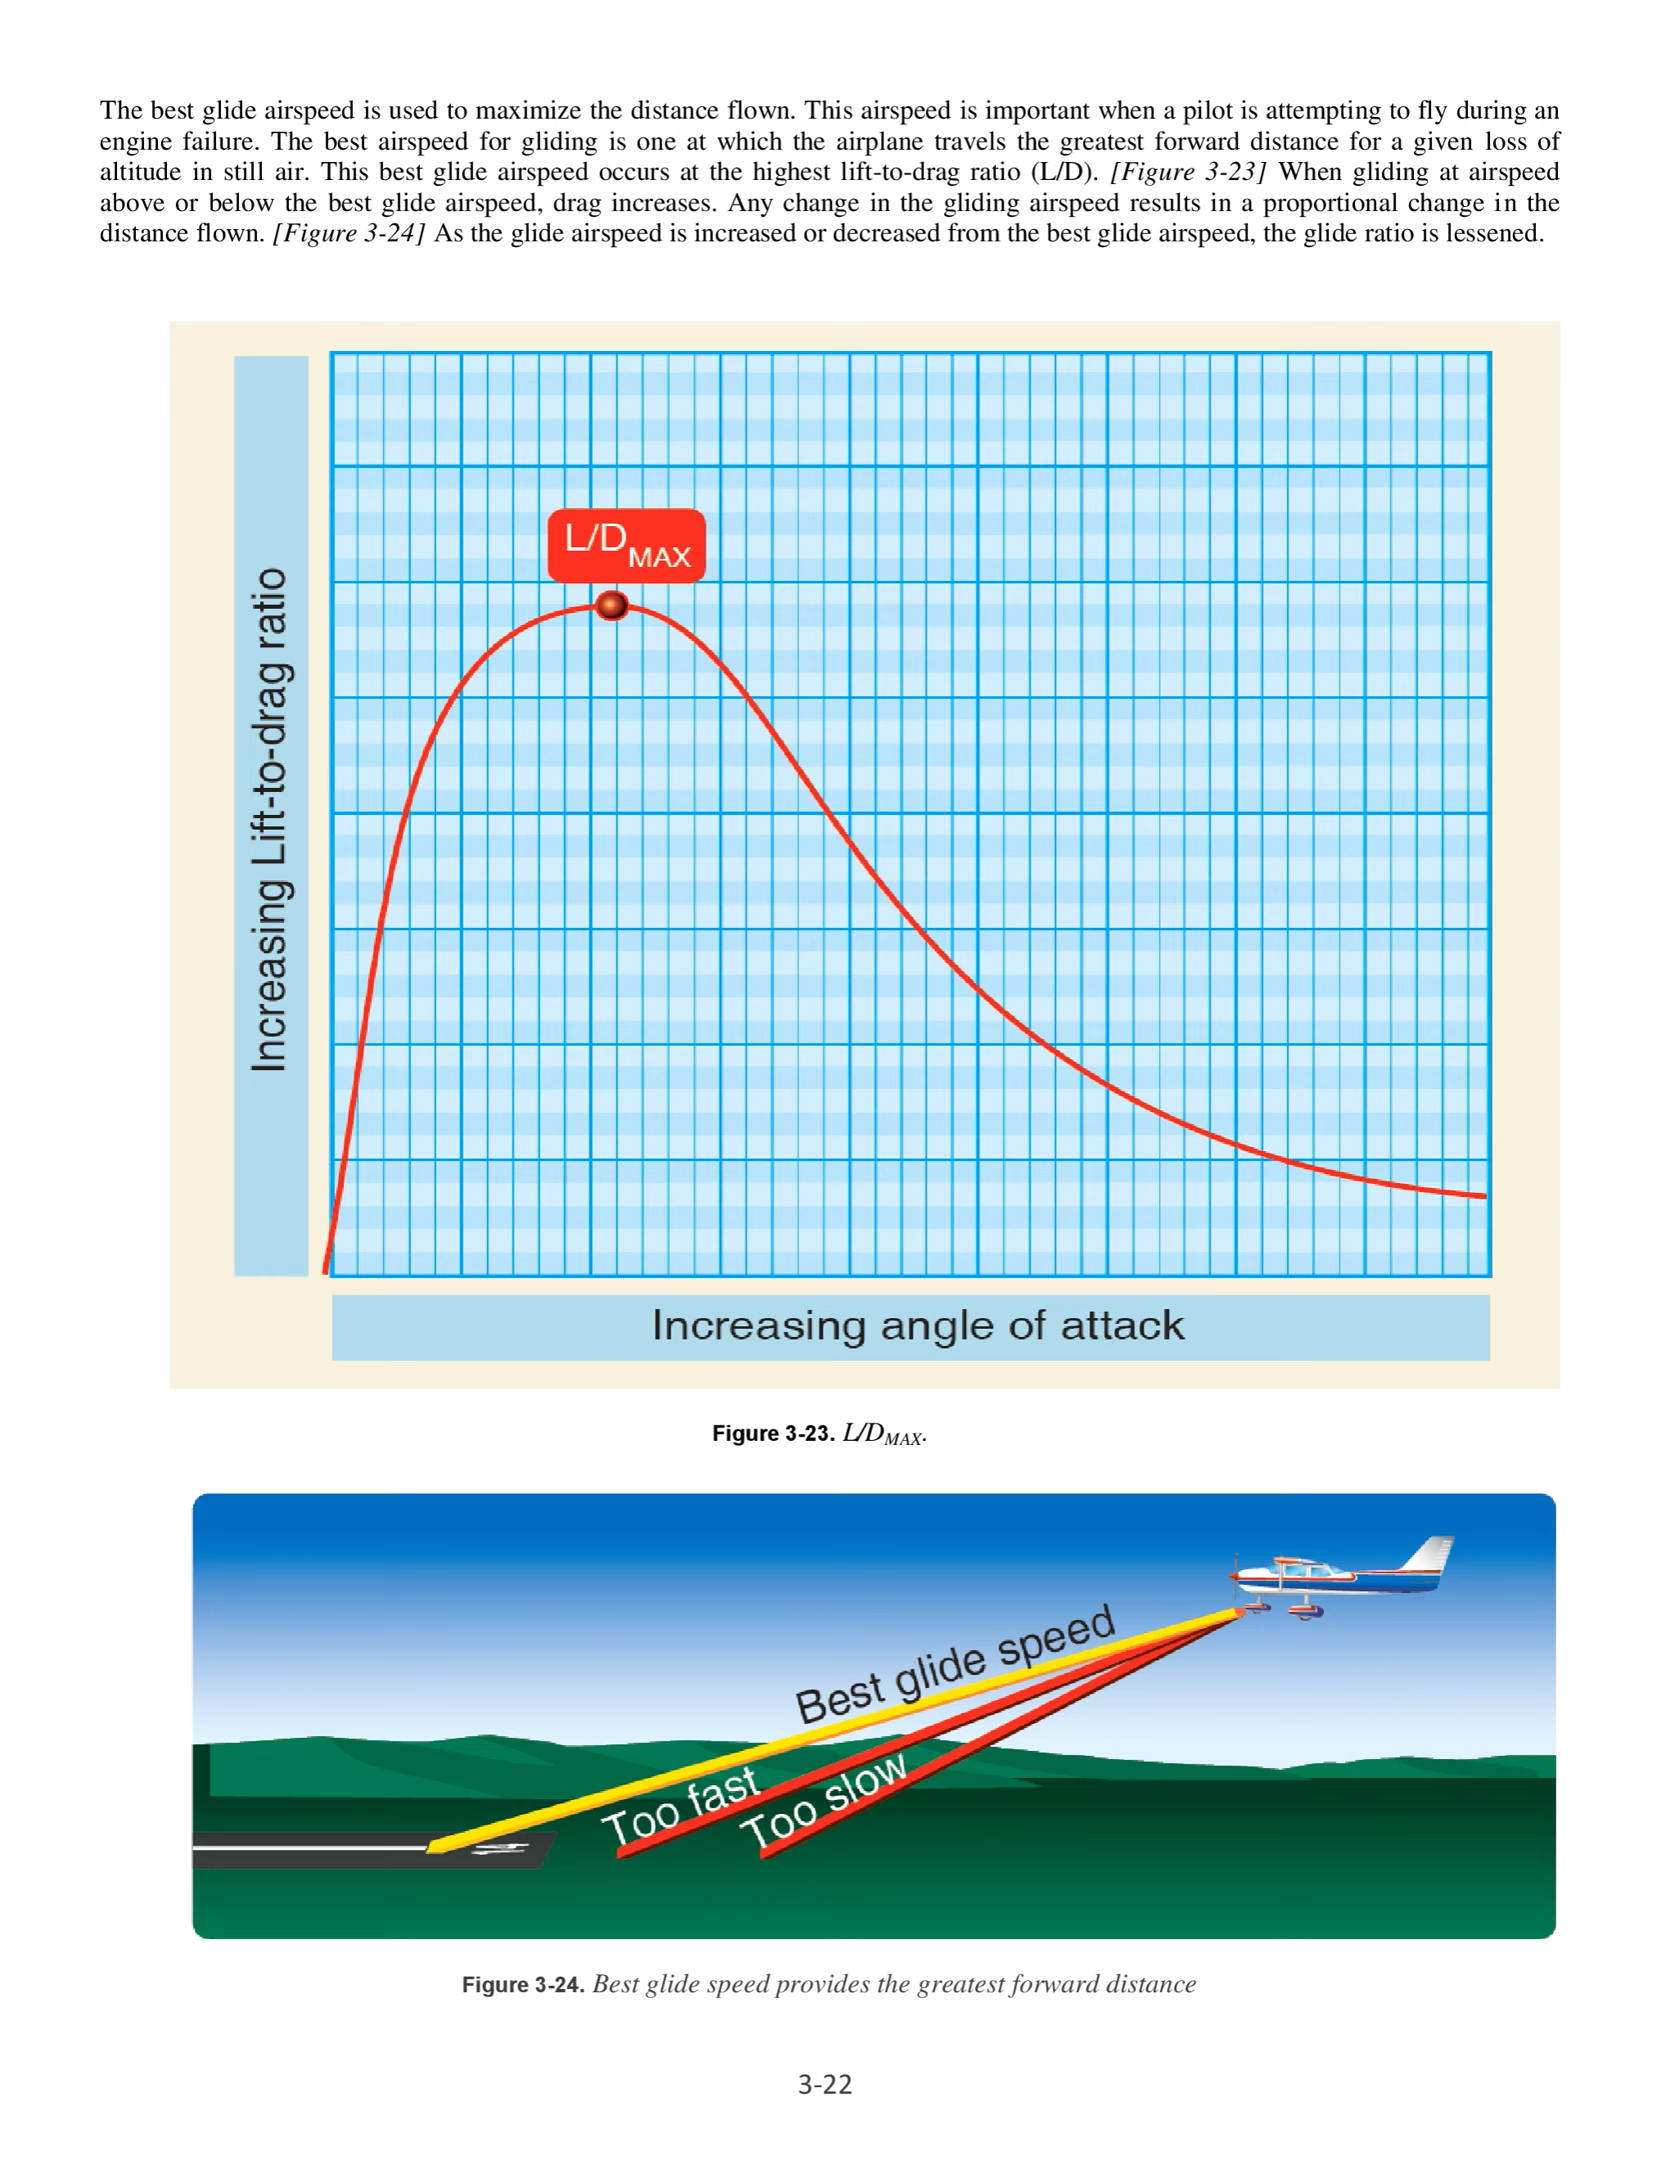 The best glide airspeed is used to maximize the distance flown. This airspeed is important when a pilot is attempting to fly during an
engine failure. The best airspeed for gliding is one at which the airplane travels the greatest forward distance for a given loss of
altitude in still air. This best glide airspeed occurs at the highest lift-to-drag ratio (L/D). [Figure 3-23] When gliding at airspeed
above or below the best glide airspeed, drag increases. Any change in the gliding airspeed results in a proportional change in the
distance flown. [Figure 3-24] As the glide airspeed is increased or decreased from the best glide airspeed, the glide ratio is lessened.
L/D MAX
Increasing Lift-to-drag ratio
Increasing angle of attack
Figure 3-23. L/DMAX.
Best glide speed
Too fast
Too slow
Figure 3-24. Best glide speed provides the greatest forward distance
3-22